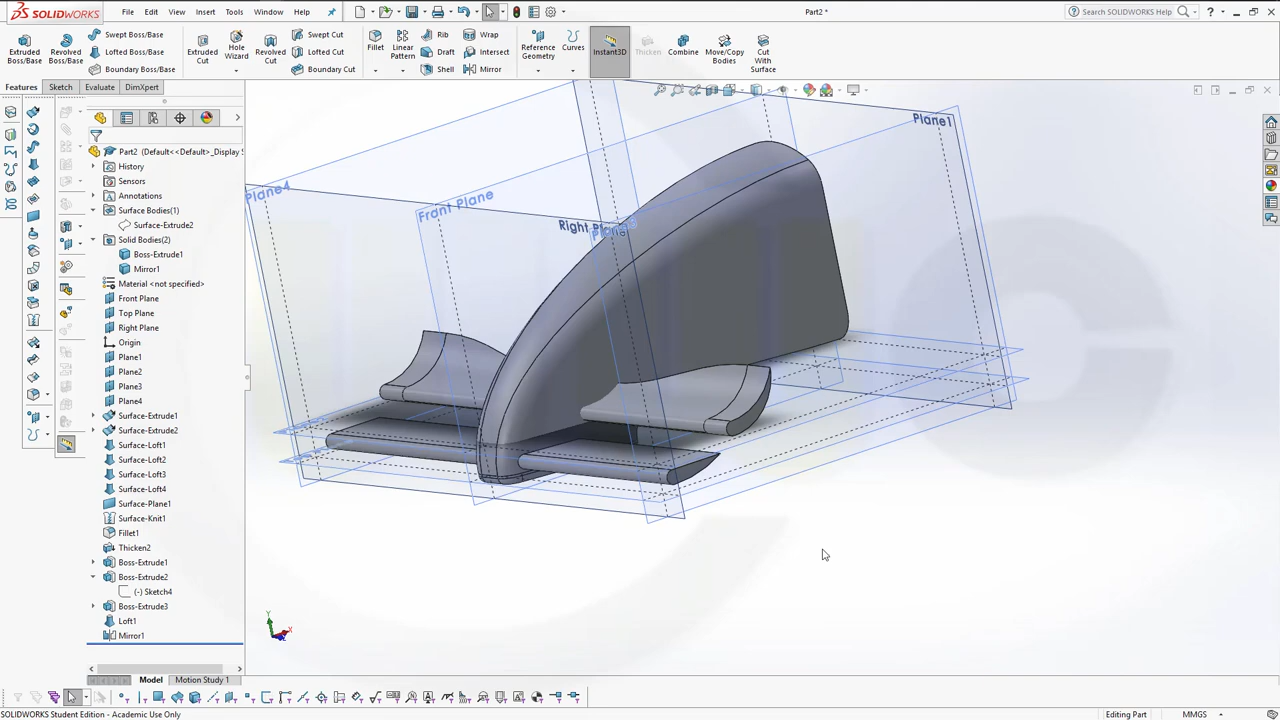 SOLIDWORKS File Edit View Insert Tools Window Help Part2 * Search SOLIDWORKS Help
Extruded Boss/Base Revolved Boss/Base Swept Boss/Base Lofted Boss/Base Boundary Boss/Base Extruded Cut Hole Wizard Revolved Cut Swept Cut Lofted Cut Boundary Cut Fillet Linear Pattern Rib Draft Shell Wrap Intersect Mirror Reference Geometry Curves Instant3D Thicken Combine Move/Copy Bodies Cut With Surface
Features Sketch Evaluate DimXpert
Part2 (Default<<Default>_Display S
History
Sensors
Annotations
Surface Bodies(1)
Surface-Extrude2
Solid Bodies(2)
Boss-Extrude1
Mirror1
Material <not specified>
Front Plane
Top Plane
Right Plane
Origin
Plane1
Plane2
Plane3
Plane4
Surface-Extrude1
Surface-Extrude2
Surface-Loft1
Surface-Loft2
Surface-Loft3
Surface-Loft4
Surface-Plane1
Surface-Knit1
Fillet1
Thicken2
Boss-Extrude1
Boss-Extrude2
(-) Sketch4
Boss-Extrude3
Loft1
Mirror1
Plane1
Plane4
Front Plane
Right Plane
Y
X
Model Motion Study 1
SOLIDWORKS Student Edition - Academic Use Only Editing Part MMGS